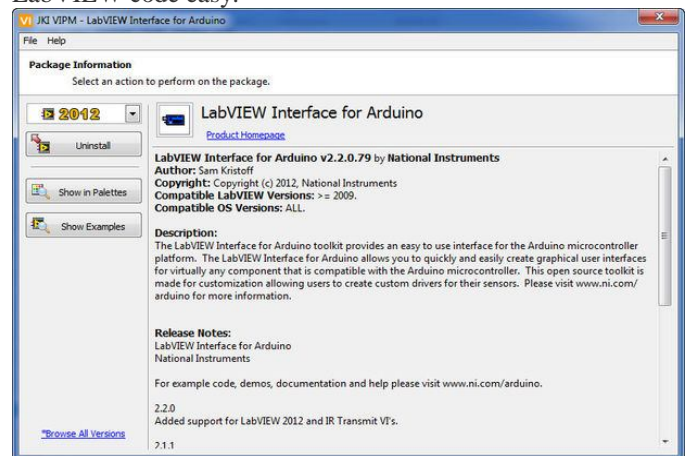 LabVIEW code easy.
JKI VIPM - LabVIEW Interface for Arduino
File Help
Package Information
Select an action to perform on the package.
2012
Uninstall
Show in Palettes
Show Examples
*Browse All Versions
LabVIEW Interface for Arduino
Product Homepage
LabVIEW Interface for Arduino v2.2.0.79 by National Instruments
Author: Sam Kristoff
Copyright: Copyright (c) 2012, National Instruments
Compatible LabVIEW Versions: >= 2009.
Compatible OS Versions: ALL.
Description:
The LabVIEW Interface for Arduino toolkit provides an easy to use interface for the Arduino microcontroller
platform. The LabVIEW Interface for Arduino allows you to quickly and easily create graphical user interfaces
for virtually any component that is compatible with the Arduino microcontroller. This open source toolkit is
made for customization allowing users to create custom drivers for their sensors. Please visit www.ni.com/
arduino for more information.
Release Notes:
LabVIEW Interface for Arduino
National Instruments
For example code, demos, documentation and help please visit www.ni.com/arduino.
2.2.0
Added support for LabVIEW 2012 and IR Transmit VI's.
2.1.1